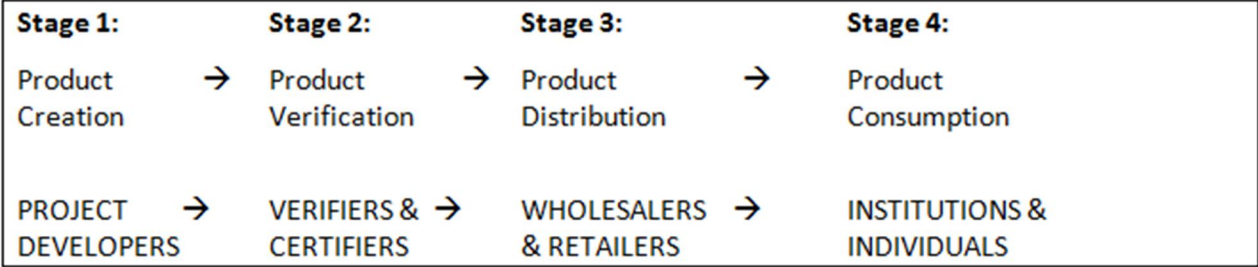 Stage 1: Stage 2: Stage 3: Stage 4:
Product → Product → Product → Product
Creation Verification Distribution Consumption
PROJECT → VERIFIERS & → WHOLESALERS → INSTITUTIONS &
DEVELOPERS CERTIFIERS & RETAILERS INDIVIDUALS